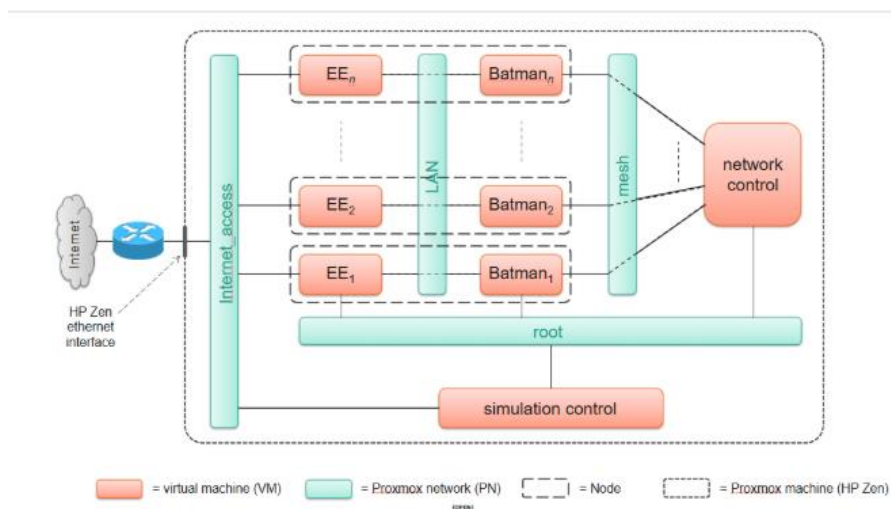 EEn
Batmann
Internet_access
LAN
mesh
network
control
EE2
Batman2
Internet
EE1
Batman1
HP Zen
ethernet
interface
root
simulation control
= virtual machine (VM)
= Proxmox network (PN)
= Node
= Proxmox machine (HP Zen)